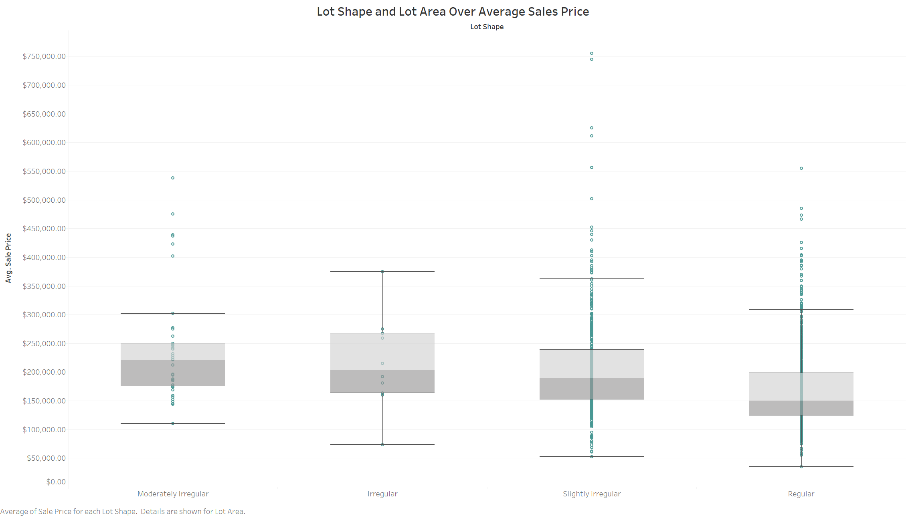 Lot Shape and Lot Area Over Average Sales Price
Lot Shape
Avg. Sale Price
$750,000.00
$700,000.00
$650,000.00
$600,000.00
$550,000.00
$500,000.00
$450,000.00
$400,000.00
$350,000.00
$300,000.00
$250,000.00
$200,000.00
$150,000.00
$100,000.00
$50,000.00
$0.00
Moderately Irregular
Irregular
Slightly Irregular
Regular
Average of Sale Price for each Lot Shape. Details are shown for Lot Area.